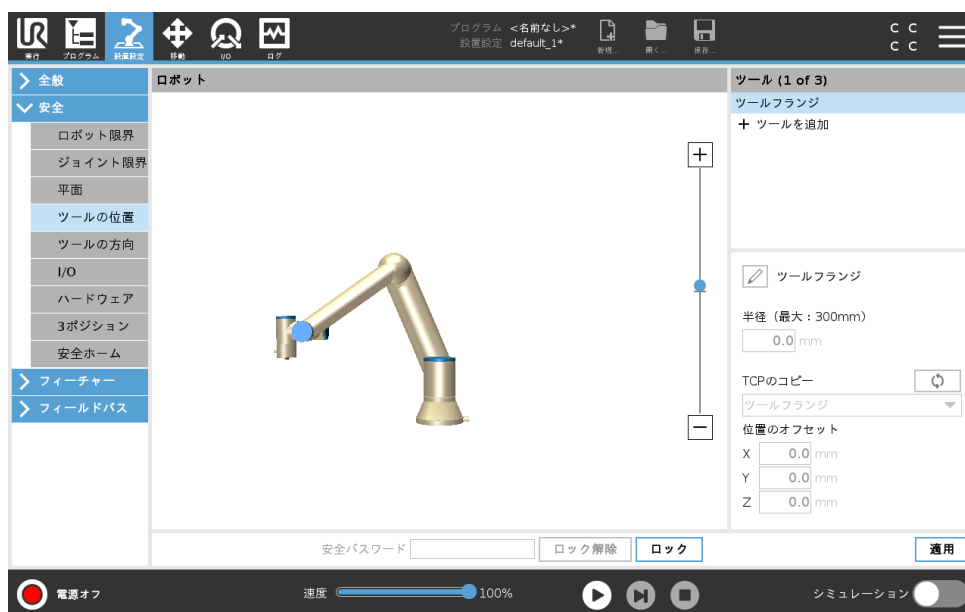 UR
実行
プログラム
設置設定
移動
I/O
ログ
プログラム <名前なし>*
設置設定 default_1*
新規...
開く...
保存...
C C
C C
全般
安全
ロボット限界
ジョイント限界
平面
ツールの位置
ツールの方向
I/O
ハードウェア
3ポジション
安全ホーム
フィーチャー
フィールドバス
ロボット
ツール (1 of 3)
ツールフランジ
+ ツールを追加
ツールフランジ
半径（最大：300mm）
0.0 mm
TCPのコピー
ツールフランジ
位置のオフセット
X 0.0 mm
Y 0.0 mm
Z 0.0 mm
安全パスワード
ロック解除
ロック
適用
電源オフ
速度
100%
シミュレーション